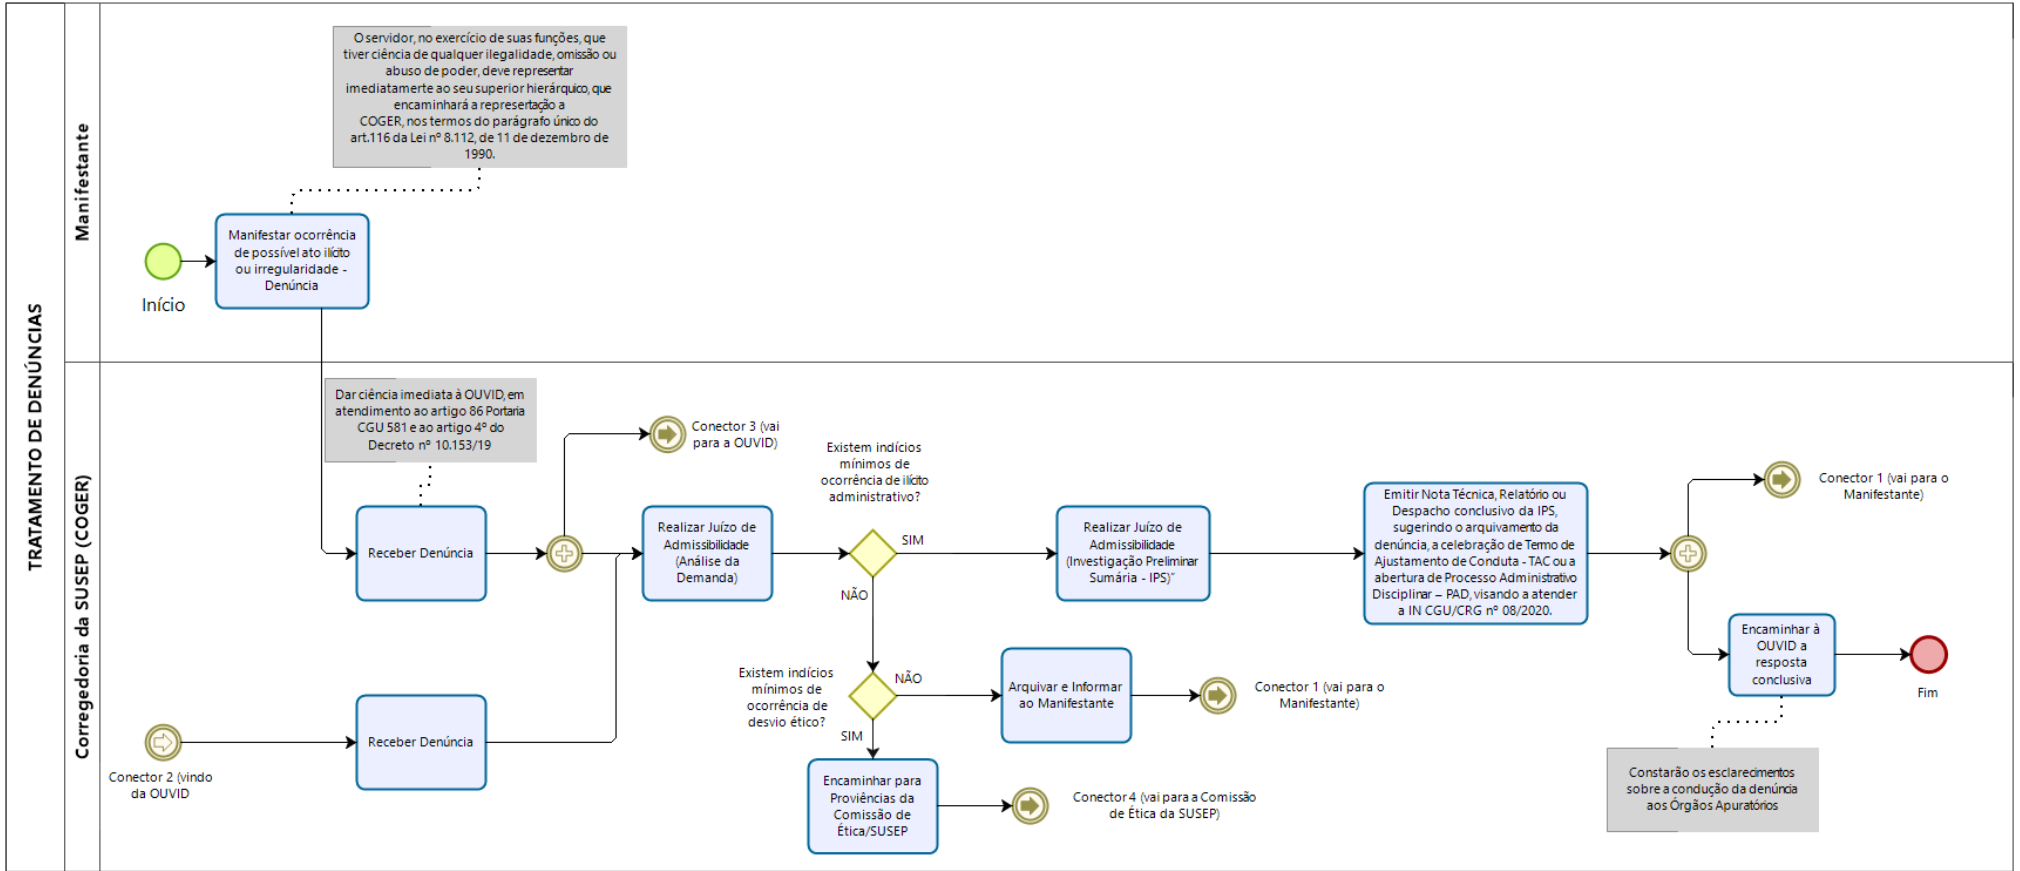 TRATAMENTO DE DENÚNCIAS
Manifestante
O servidor, no exercício de suas funções, que
tiver ciência de qualquer ilegalidade, omissão ou
abuso de poder, deve representar
imediatamerte ao seu superior hierárquico, que
encaminhará a represertação a
COGER, nos termos do parágrafo único do
art.116 da Lei nº 8.112, de 11 de dezembro de
1990.
Início
Manifestar ocorrência
de possível ato ilícito
ou irregularidade -
Denúncia
Corregedoria da SUSEP (COGER)
Dar ciência imediata à OUVID, em
atendimento ao artigo 86 Portaria
CGU 581 e ao artigo 4º do
Decreto nº 10.153/19
Receber Denúncia
Conector 3 (vai
para a OUVID)
Realizar Juízo de
Admissibilidade
(Análise da
Demanda)
Existem indícios
mínimos de
ocorrência de ilícito
administrativo?
SIM
NÃO
Realizar Juízo de
Admissibilidade
(Investigação Preliminar
Sumária - IPS)"
Emitir Nota Técnica, Relatório ou
Despacho conclusivo da IPS,
sugerindo o arquivamento da
denúncia, a celebração de Termo de
Ajustamento de Conduta - TAC ou a
abertura de Processo Administrativo
Disciplinar – PAD, visando a atender
a IN CGU/CRG nº 08/2020.
Conector 1 (vai para o
Manifestante)
Encaminhar à
OUVID a
resposta
conclusiva
Fim
Constarão os esclarecimentos
sobre a condução da denúncia
aos Órgãos Apuratórios
Existem indícios
mínimos de
ocorrência de
desvio ético?
NÃO
SIM
Arquivar e Informar
ao Manifestante
Conector 1 (vai para o
Manifestante)
Conector 2 (vindo
da OUVID
Receber Denúncia
Encaminhar para
Proviências da
Comissão de
Ética/SUSEP
Conector 4 (vai para a Comissão
de Ética da SUSEP)